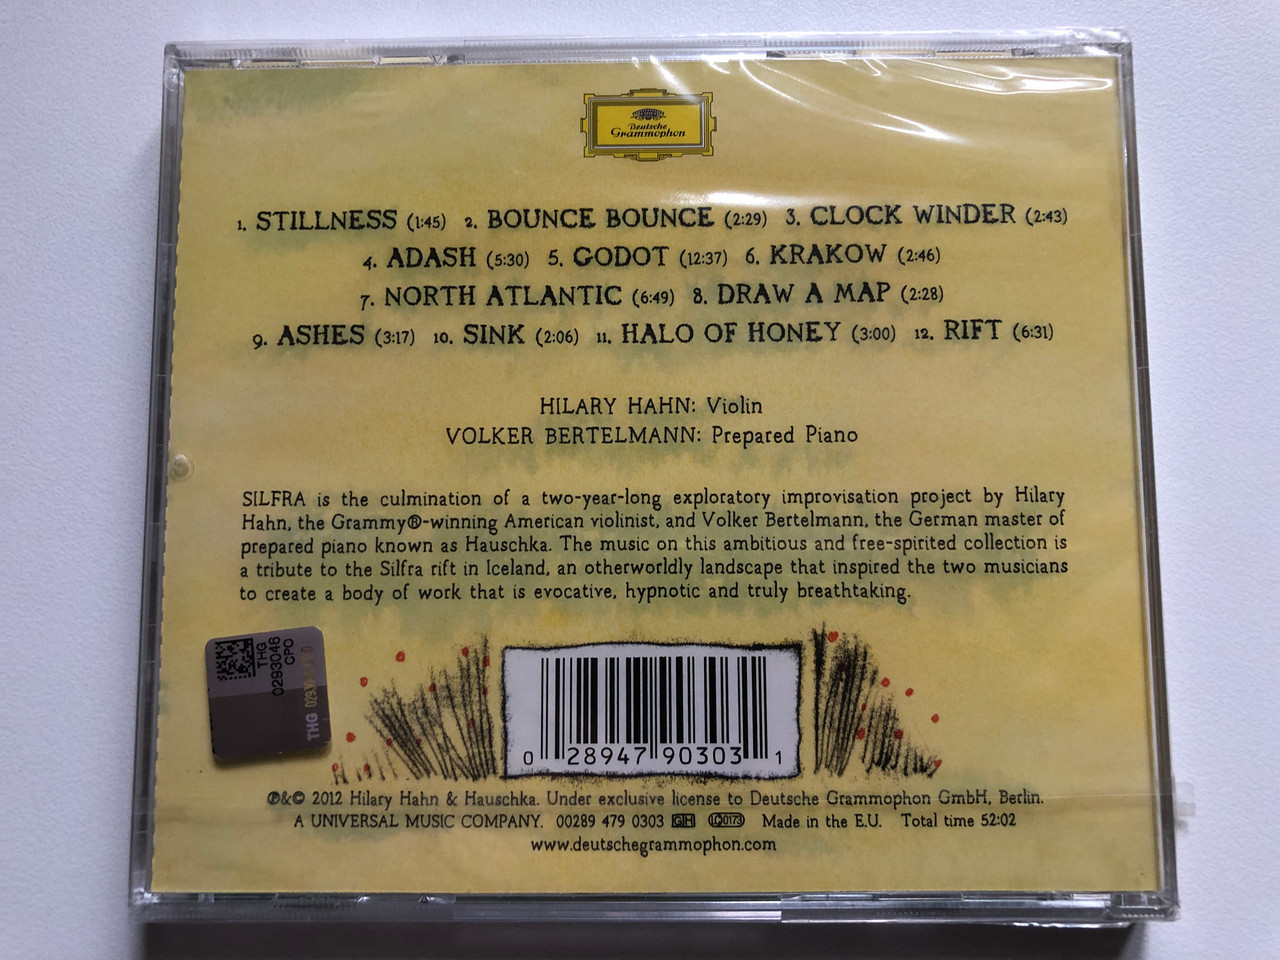 Deutsche
Grammophon
1. STILLNESS (1:45) 2. BOUNCE BOUNCE (2:29) 3. CLOCK WINDER (2:43)
4. ADASH (5:30) 5. GODOT (12:37) 6. KRAKOW (2:46)
7. NORTH ATLANTIC (6:49) 8. DRAW A MAP (2:28)
9. ASHES (3:17) 10. SINK (2:06) 11. HALO OF HONEY (3:00) 12. RIFT (6:31)
HILARY HAHN: Violin
VOLKER BERTELMANN: Prepared Piano
SILFRA is the culmination of a two-year-long exploratory improvisation project by Hilary
Hahn, the Grammy®-winning American violinist, and Volker Bertelmann, the German master of
prepared piano known as Hauschka. The music on this ambitious and free-spirited collection is
a tribute to the Silfra rift in Iceland, an otherworldly landscape that inspired the two musicians
to create a body of work that is evocative, hypnotic and truly breathtaking.
THG
0293046
CPO
THG
0 28947 90303 1
℗&© 2012 Hilary Hahn & Hauschka. Under exclusive license to Deutsche Grammophon GmbH, Berlin.
A UNIVERSAL MUSIC COMPANY. 00289 479 0303 GH LC0173 Made in the E.U. Total time 52:02
www.deutschegrammophon.com